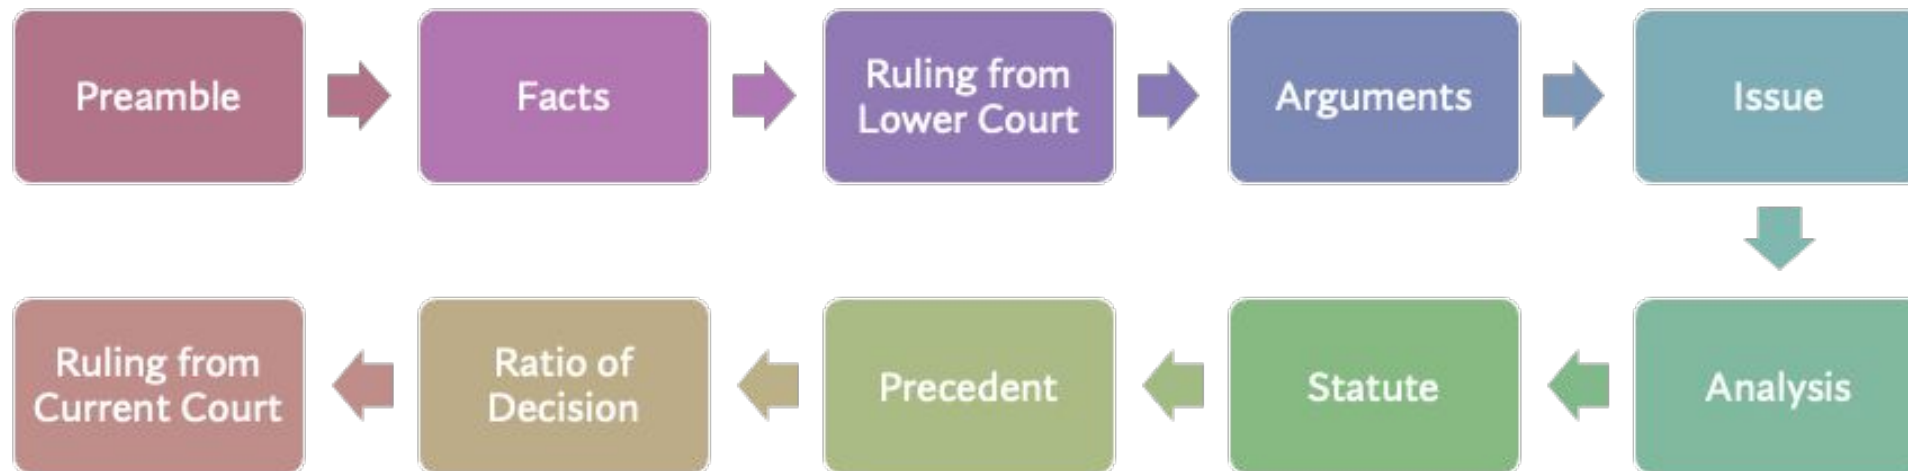 Preamble
Facts
Ruling from
Lower Court
Arguments
Issue
Analysis
Statute
Precedent
Ratio of
Decision
Ruling from
Current Court